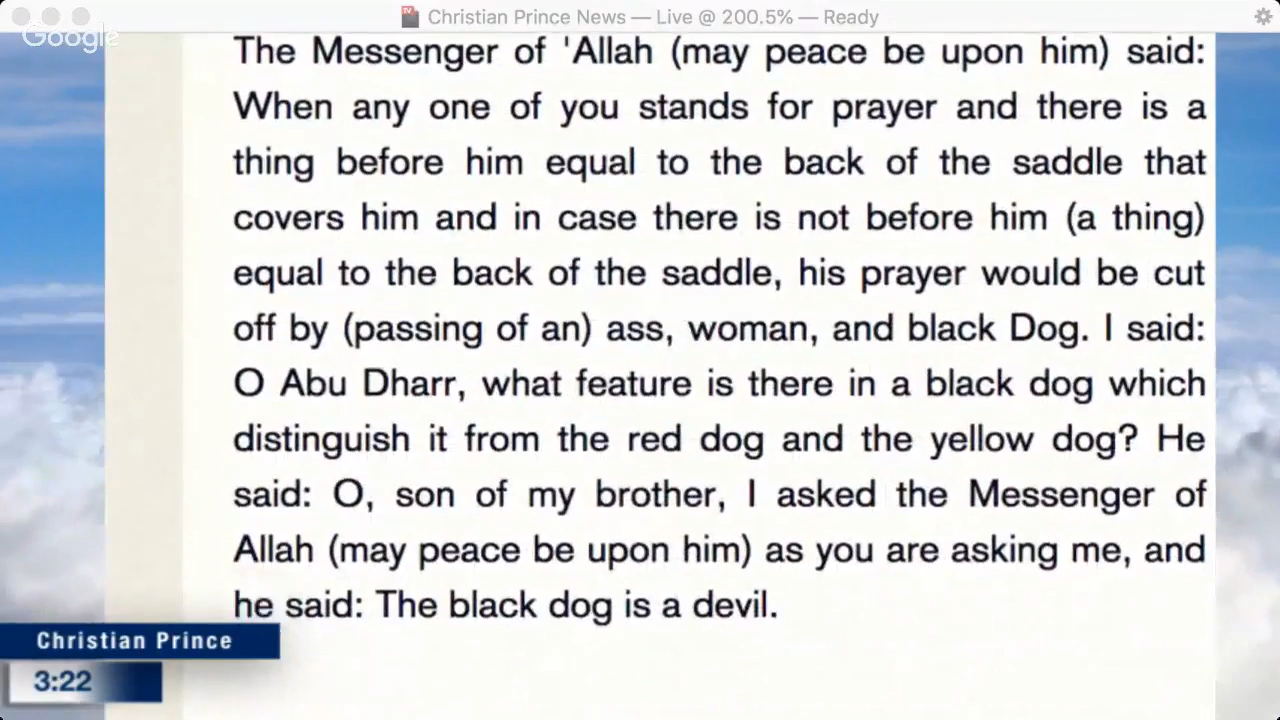 Christian Prince News — Live @ 200.5% — Ready
Google
The Messenger of 'Allah (may peace be upon him) said:
When any one of you stands for prayer and there is a
thing before him equal to the back of the saddle that
covers him and in case there is not before him (a thing)
equal to the back of the saddle, his prayer would be cut
off by (passing of an) ass, woman, and black Dog. I said:
O Abu Dharr, what feature is there in a black dog which
distinguish it from the red dog and the yellow dog? He
said: O, son of my brother, I asked the Messenger of
Allah (may peace be upon him) as you are asking me, and
he said: The black dog is a devil.
Christian Prince
3:22